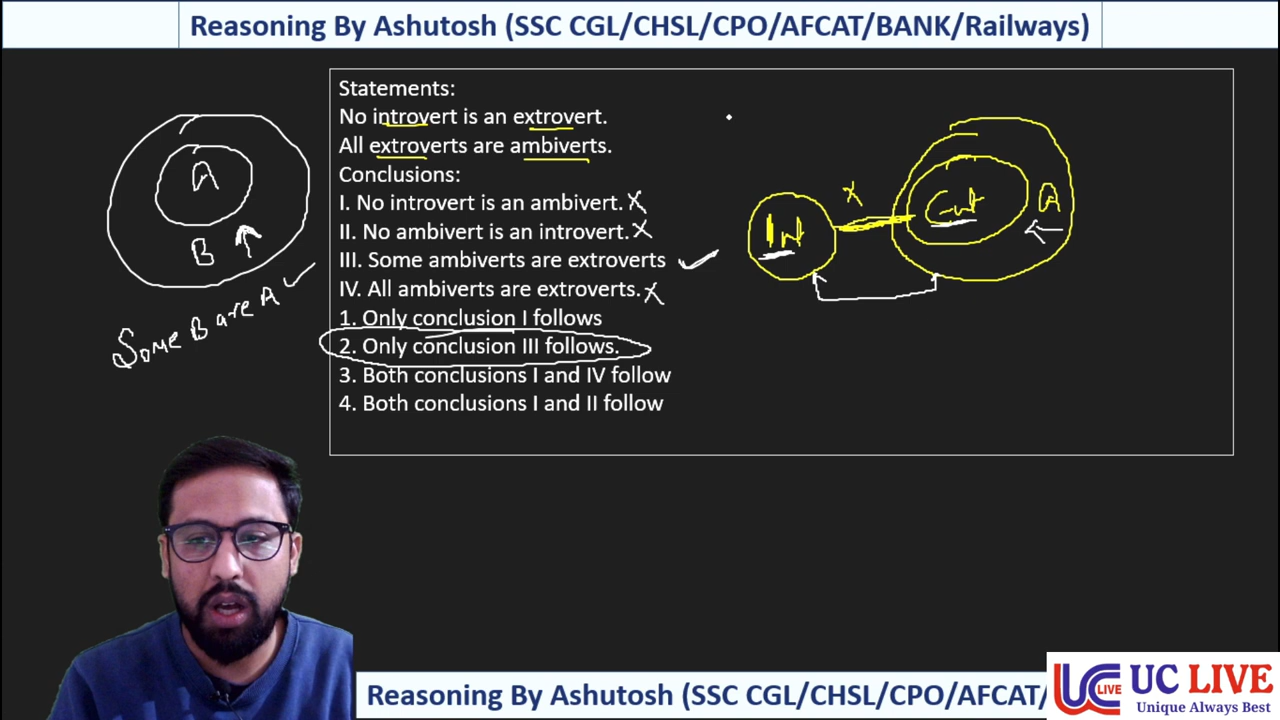 Reasoning By Ashutosh (SSC CGL/CHSL/CPO/AFCAT/BANK/Railways)
Statements:
No introvert is an extrovert.
All extroverts are ambiverts.
Conclusions:
I. No introvert is an ambivert. X
II. No ambivert is an introvert. X
III. Some ambiverts are extroverts ✓
IV. All ambiverts are extroverts. X
1. Only conclusion I follows
2. Only conclusion III follows.
3. Both conclusions I and IV follow
4. Both conclusions I and II follow
A
B
Some B are A ✓
Int
X
A
Reasoning By Ashutosh (SSC CGL/CHSL/CPO/AFCAT/
UC LIVE
LIVE
Unique Always Best